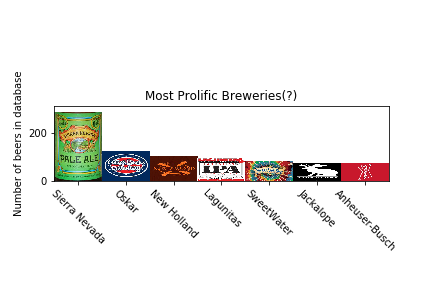 Most Prolific Breweries(?)
Number of beers in database
200
0
PALE ALE
IPA
Sierra Nevada
Oskar
New Holland
Lagunitas
SweetWater
Jackalope
Anheuser-Busch